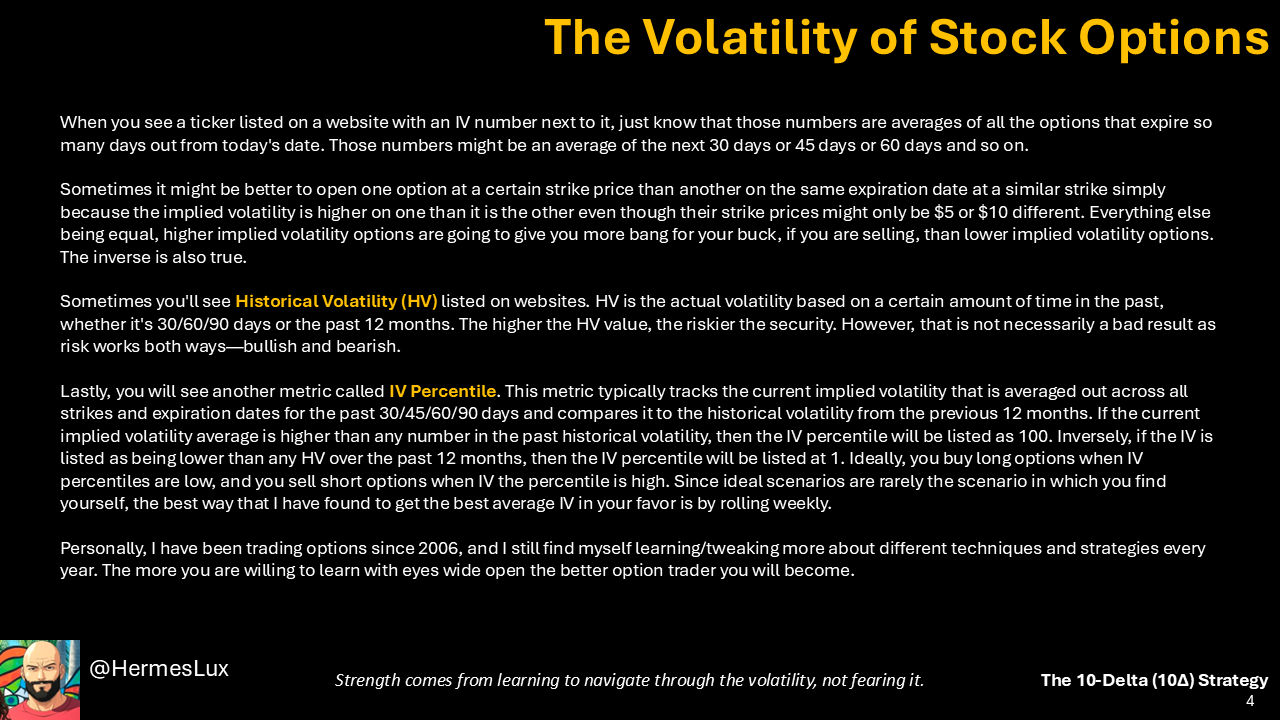 The Volatility of Stock Options
When you see a ticker listed on a website with an IV number next to it, just know that those numbers are averages of all the options that expire so
many days out from today's date. Those numbers might be an average of the next 30 days or 45 days or 60 days and so on.
Sometimes it might be better to open one option at a certain strike price than another on the same expiration date at a similar strike simply
because the implied volatility is higher on one than it is the other even though their strike prices might only be $5 or $10 different. Everything else
being equal, higher implied volatility options are going to give you more bang for your buck, if you are selling, than lower implied volatility options.
The inverse is also true.
Sometimes you'll see Historical Volatility (HV) listed on websites. HV is the actual volatility based on a certain amount of time in the past,
whether it's 30/60/90 days or the past 12 months. The higher the HV value, the riskier the security. However, that is not necessarily a bad result as
risk works both ways—bullish and bearish.
Lastly, you will see another metric called IV Percentile. This metric typically tracks the current implied volatility that is averaged out across all
strikes and expiration dates for the past 30/45/60/90 days and compares it to the historical volatility from the previous 12 months. If the current
implied volatility average is higher than any number in the past historical volatility, then the IV percentile will be listed as 100. Inversely, if the IV is
listed as being lower than any HV over the past 12 months, then the IV percentile will be listed at 1. Ideally, you buy long options when IV
percentiles are low, and you sell short options when IV the percentile is high. Since ideal scenarios are rarely the scenario in which you find
yourself, the best way that I have found to get the best average IV in your favor is by rolling weekly.
Personally, I have been trading options since 2006, and I still find myself learning/tweaking more about different techniques and strategies every
year. The more you are willing to learn with eyes wide open the better option trader you will become.
@HermesLux
Strength comes from learning to navigate through the volatility, not fearing it.
The 10-Delta (10Δ) Strategy
4